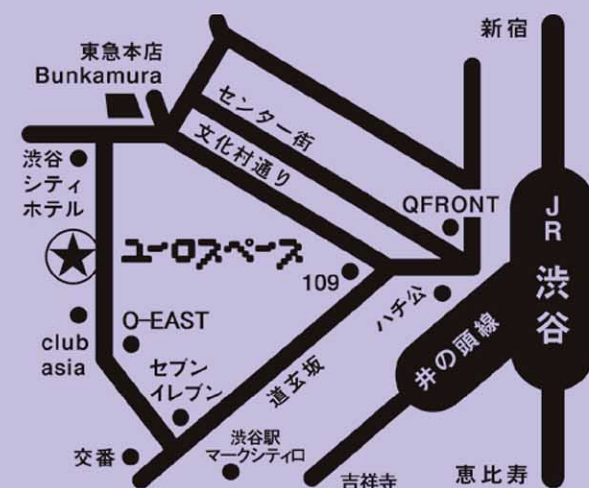 新宿
東急本店
Bunkamura
センター街
文化村通り
渋谷
シティ
ホテル
QFRONT
JR 渋谷
ユーロスペース
109
ハチ公
club
asia
O-EAST
井の頭線
セブン
イレブン
道玄坂
渋谷駅
マークシティ口
交番
吉祥寺
恵比寿